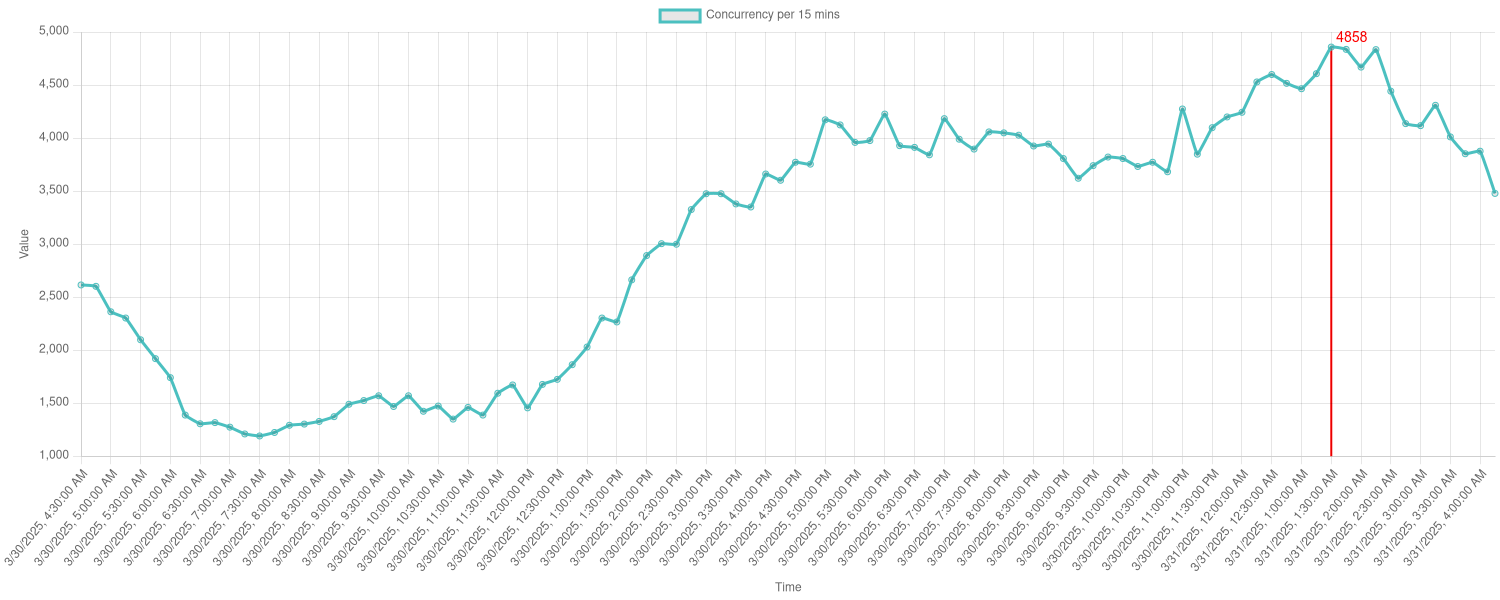 Concurrency per 15 mins
4858
5,000
4,500
4,000
3,500
3,000
2,500
2,000
1,500
1,000
Value
3/30/2025, 4:30:00 AM
3/30/2025, 5:00:00 AM
3/30/2025, 5:30:00 AM
3/30/2025, 6:00:00 AM
3/30/2025, 6:30:00 AM
3/30/2025, 7:00:00 AM
3/30/2025, 7:30:00 AM
3/30/2025, 8:00:00 AM
3/30/2025, 8:30:00 AM
3/30/2025, 9:00:00 AM
3/30/2025, 9:30:00 AM
3/30/2025, 10:00:00 AM
3/30/2025, 10:30:00 AM
3/30/2025, 11:00:00 AM
3/30/2025, 11:30:00 AM
3/30/2025, 12:00:00 PM
3/30/2025, 12:30:00 PM
3/30/2025, 1:00:00 PM
3/30/2025, 1:30:00 PM
3/30/2025, 2:00:00 PM
3/30/2025, 2:30:00 PM
3/30/2025, 3:00:00 PM
3/30/2025, 3:30:00 PM
3/30/2025, 4:00:00 PM
3/30/2025, 4:30:00 PM
3/30/2025, 5:00:00 PM
3/30/2025, 5:30:00 PM
3/30/2025, 6:00:00 PM
3/30/2025, 6:30:00 PM
3/30/2025, 7:00:00 PM
3/30/2025, 7:30:00 PM
3/30/2025, 8:00:00 PM
3/30/2025, 8:30:00 PM
3/30/2025, 9:00:00 PM
3/30/2025, 9:30:00 PM
3/30/2025, 10:00:00 PM
3/30/2025, 10:30:00 PM
3/30/2025, 11:00:00 PM
3/30/2025, 11:30:00 PM
3/31/2025, 12:00:00 AM
3/31/2025, 12:30:00 AM
3/31/2025, 1:00:00 AM
3/31/2025, 1:30:00 AM
3/31/2025, 2:00:00 AM
3/31/2025, 2:30:00 AM
3/31/2025, 3:00:00 AM
3/31/2025, 3:30:00 AM
3/31/2025, 4:00:00 AM
Time